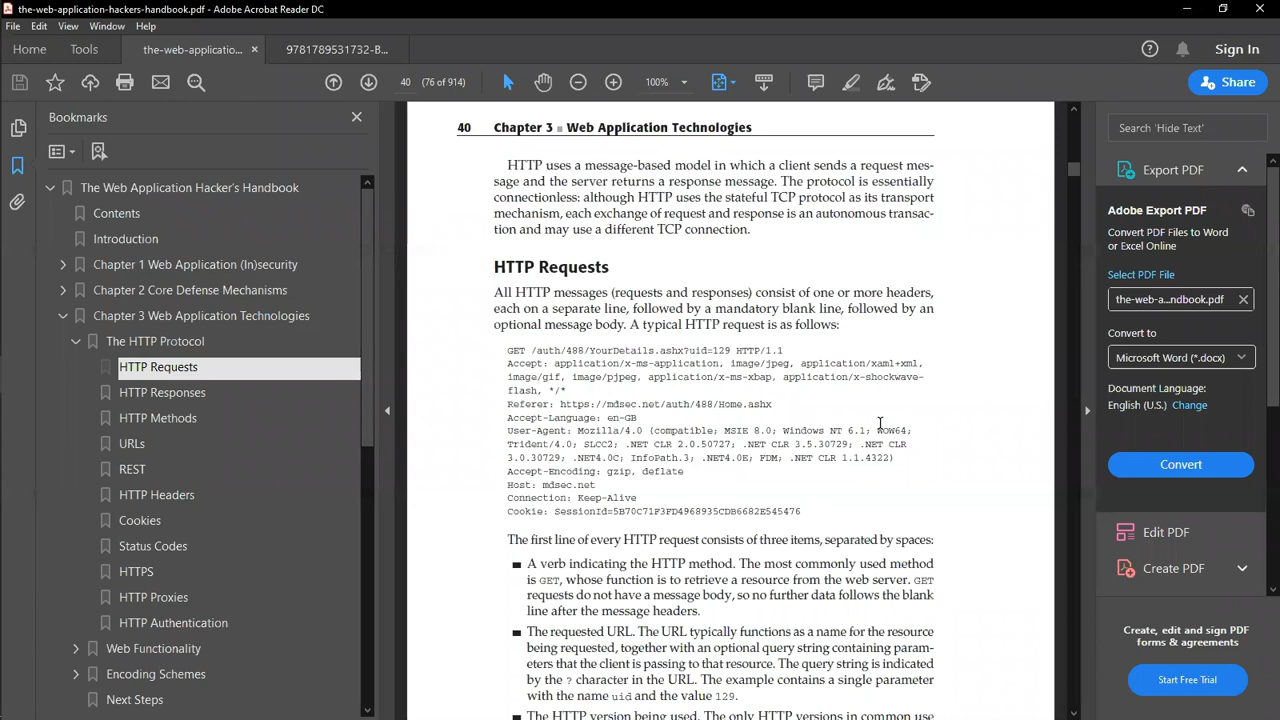 the-web-application-hackers-handbook.pdf - Adobe Acrobat Reader DC
File Edit View Window Help
Home Tools the-web-applicatio... 9781789531732-B... Sign In
40 (76 of 914) 100% Share
Bookmarks
The Web Application Hacker's Handbook
Contents
Introduction
Chapter 1 Web Application (In)security
Chapter 2 Core Defense Mechanisms
Chapter 3 Web Application Technologies
The HTTP Protocol
HTTP Requests
HTTP Responses
HTTP Methods
URLs
REST
HTTP Headers
Cookies
Status Codes
HTTPS
HTTP Proxies
HTTP Authentication
Web Functionality
Encoding Schemes
Next Steps
40 Chapter 3 ■ Web Application Technologies
HTTP uses a message-based model in which a client sends a request mes-
sage and the server returns a response message. The protocol is essentially
connectionless: although HTTP uses the stateful TCP protocol as its transport
mechanism, each exchange of request and response is an autonomous transac-
tion and may use a different TCP connection.
HTTP Requests
All HTTP messages (requests and responses) consist of one or more headers,
each on a separate line, followed by a mandatory blank line, followed by an
optional message body. A typical HTTP request is as follows:
GET /auth/488/YourDetails.ashx?uid=129 HTTP/1.1
Accept: application/x-ms-application, image/jpeg, application/xaml+xml,
image/gif, image/pjpeg, application/x-ms-xbap, application/x-shockwave-
flash, */*
Referer: https://mdsec.net/auth/488/Home.ashx
Accept-Language: en-GB
User-Agent: Mozilla/4.0 (compatible; MSIE 8.0; Windows NT 6.1; WOW64;
Trident/4.0; SLCC2; .NET CLR 2.0.50727; .NET CLR 3.5.30729; .NET CLR
3.0.30729; .NET4.0C; InfoPath.3; .NET4.0E; FDM; .NET CLR 1.1.4322)
Accept-Encoding: gzip, deflate
Host: mdsec.net
Connection: Keep-Alive
Cookie: SessionId=5B70C71F3FD4968935CDB6682E545476
The first line of every HTTP request consists of three items, separated by spaces:
■ A verb indicating the HTTP method. The most commonly used method
is GET, whose function is to retrieve a resource from the web server. GET
requests do not have a message body, so no further data follows the blank
line after the message headers.
■ The requested URL. The URL typically functions as a name for the resource
being requested, together with an optional query string containing param-
eters that the client is passing to that resource. The query string is indicated
by the ? character in the URL. The example contains a single parameter
with the name uid and the value 129.
■ The HTTP version being used. The only HTTP versions in common use
Search 'Hide Text'
Export PDF
Adobe Export PDF
Convert PDF Files to Word
or Excel Online
Select PDF File
the-web-a...ndbook.pdf
Convert to
Microsoft Word (*.docx)
Document Language:
English (U.S.) Change
Convert
Edit PDF
Create PDF
Create, edit and sign PDF
forms & agreements
Start Free Trial